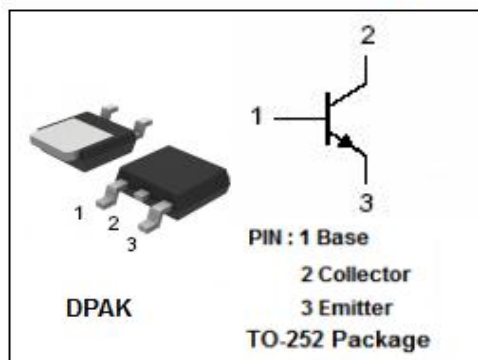 2
1
3
1
2
3
PIN : 1 Base
2 Collector
3 Emitter
DPAK
TO-252 Package